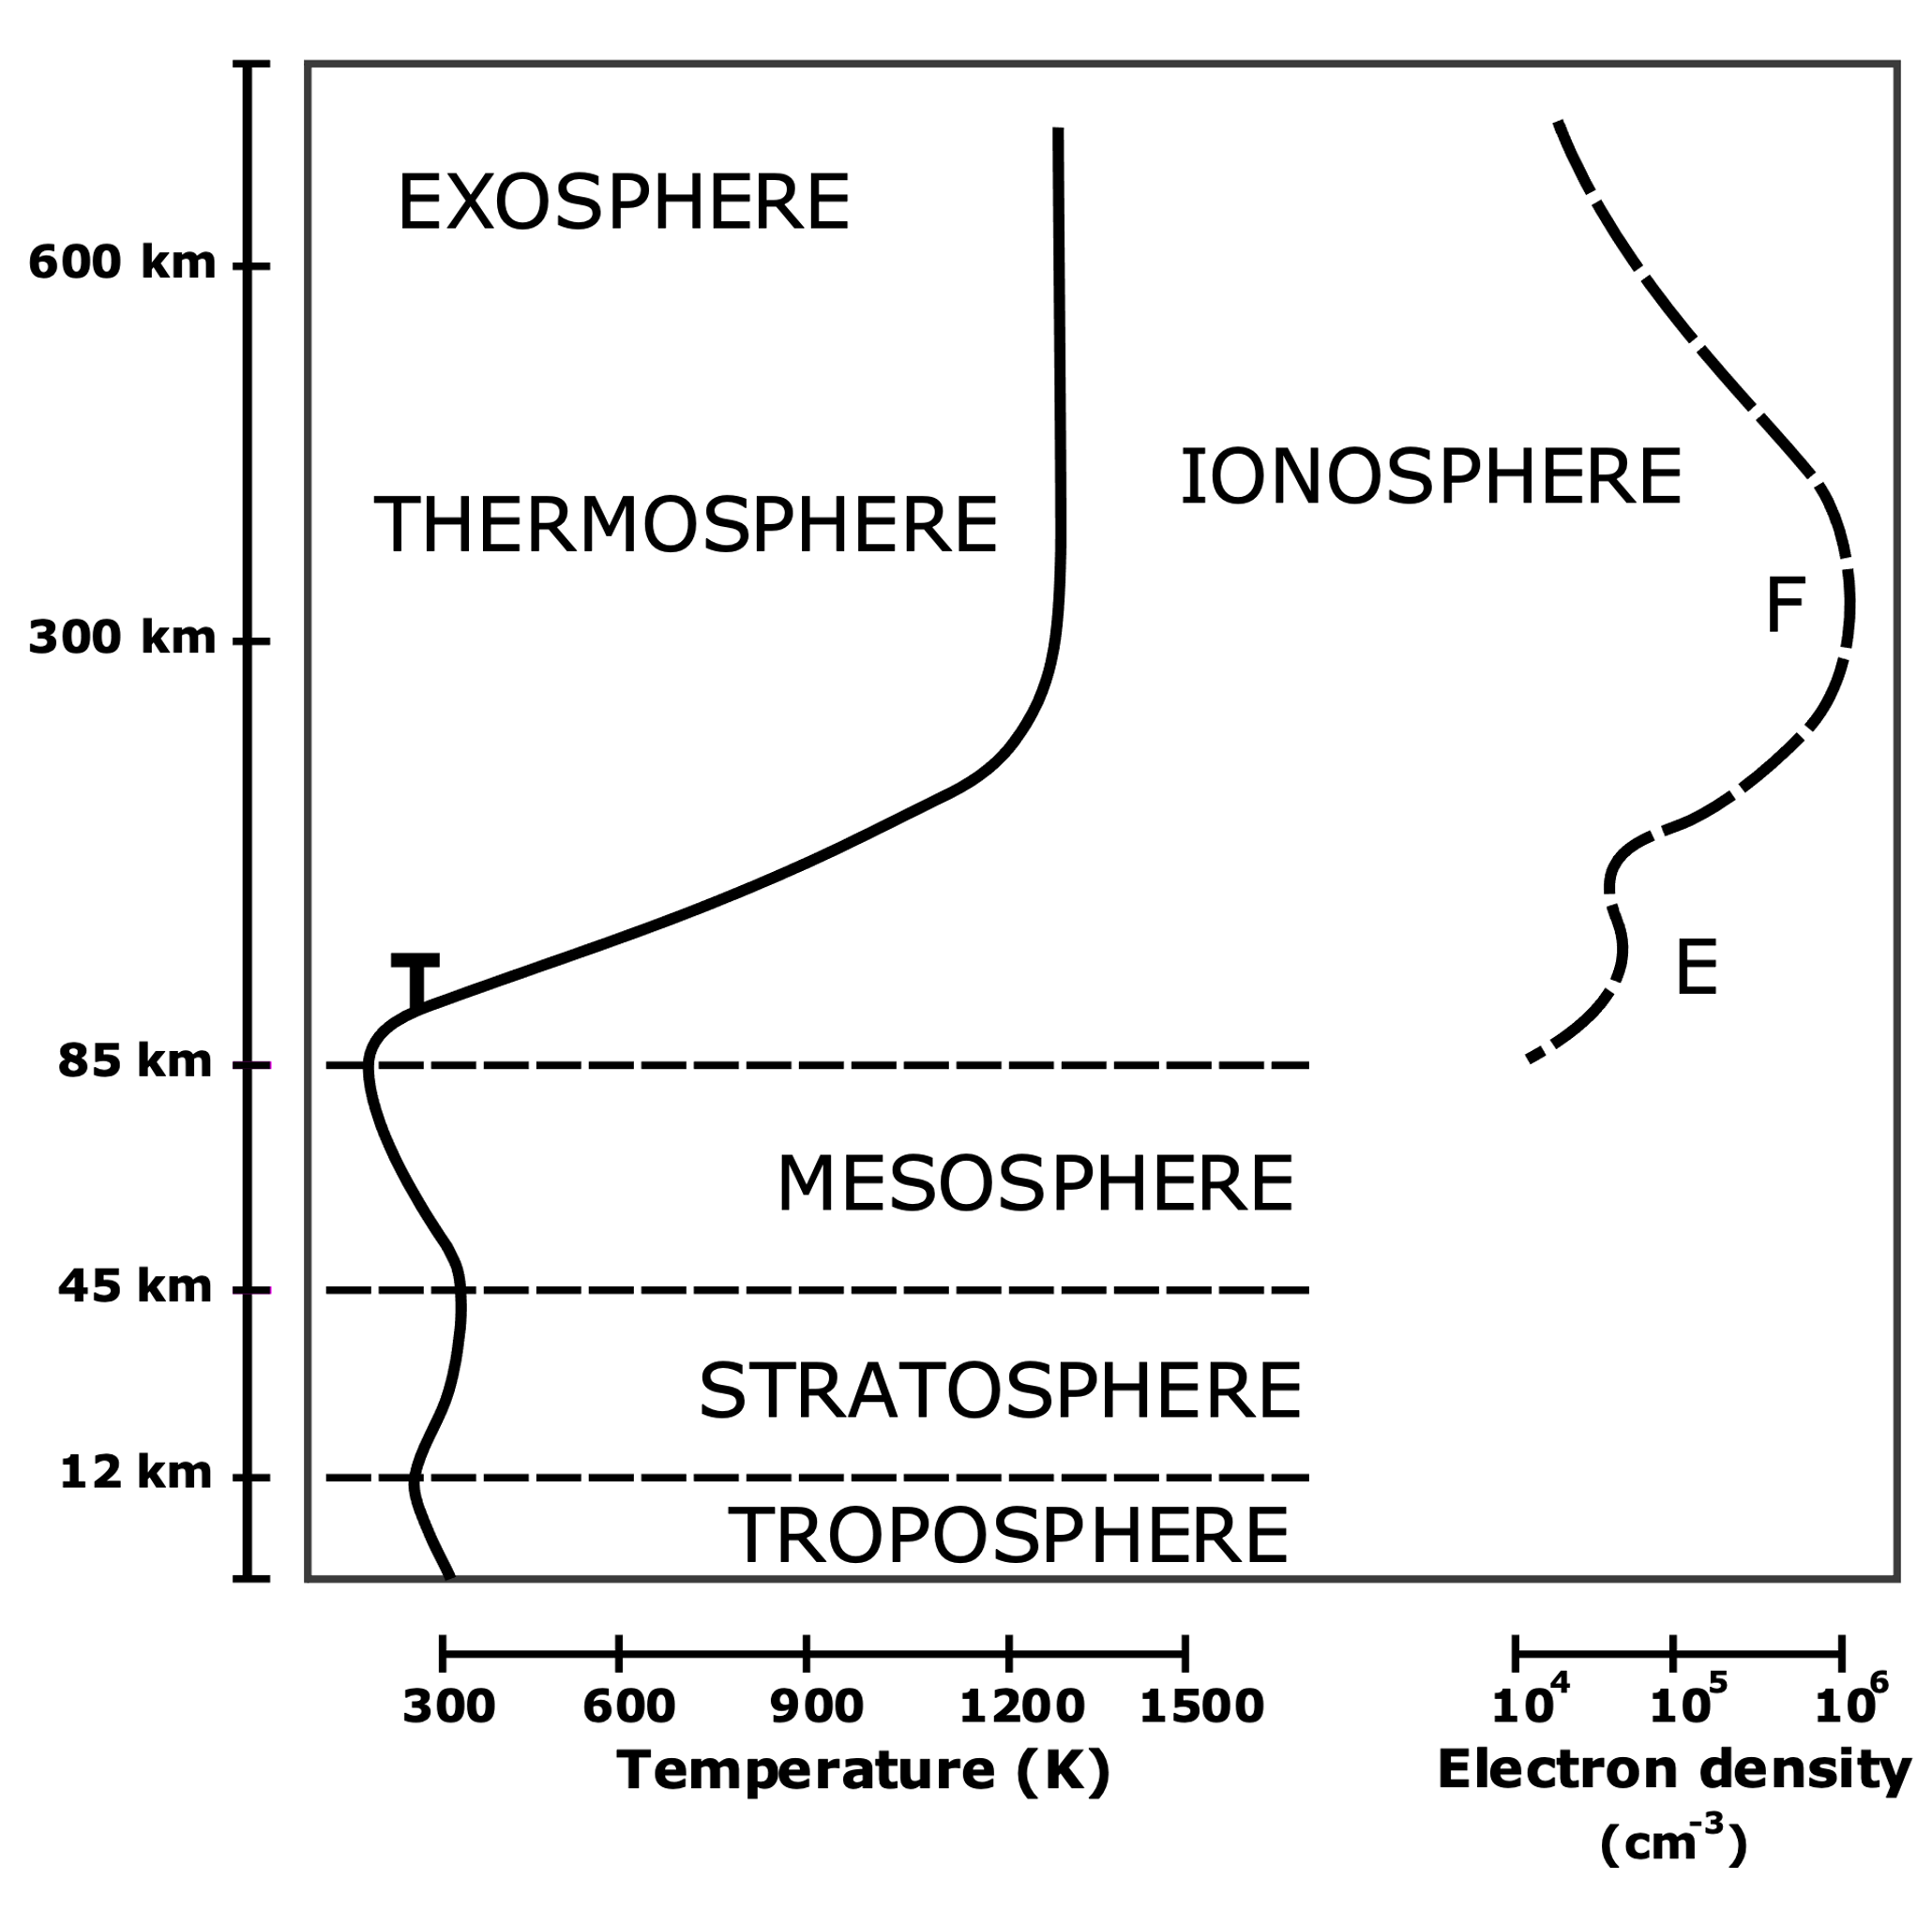 EXOSPHERE
600 km
IONOSPHERE
THERMOSPHERE
F
300 km
E
T
85 km
MESOSPHERE
45 km
STRATOSPHERE
12 km
TROPOSPHERE
300 600 900 1200 1500 10⁴ 10⁵ 10⁶
Temperature (K) Electron density
(cm⁻³)